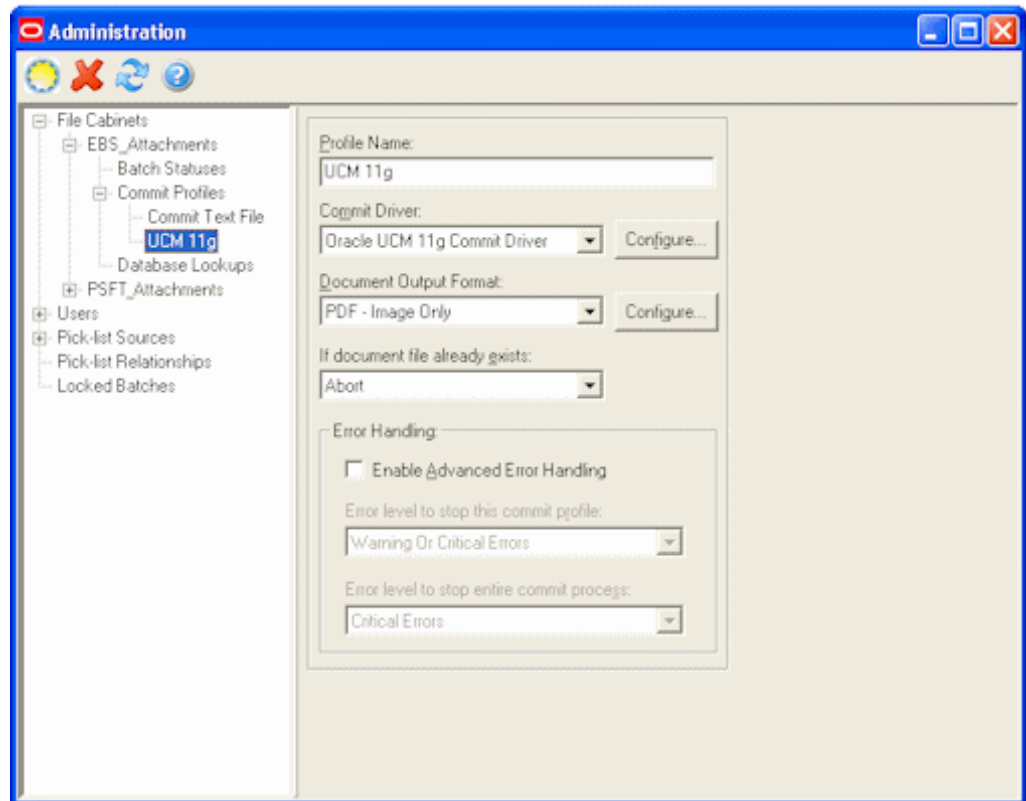 Administration
File Cabinets
EBS_Attachments
Batch Statuses
Commit Profiles
Commit Text File
UCM 11g
Database Lookups
PSFT_Attachments
Users
Pick-list Sources
Pick-list Relationships
Locked Batches
Profile Name:
UCM 11g
Commit Driver:
Oracle UCM 11g Commit Driver
Configure...
Document Output Format:
PDF - Image Only
Configure...
If document file already exists:
Abort
Error Handling:
Enable Advanced Error Handling
Error level to stop this commit profile:
Warning Or Critical Errors
Error level to stop entire commit process:
Critical Errors